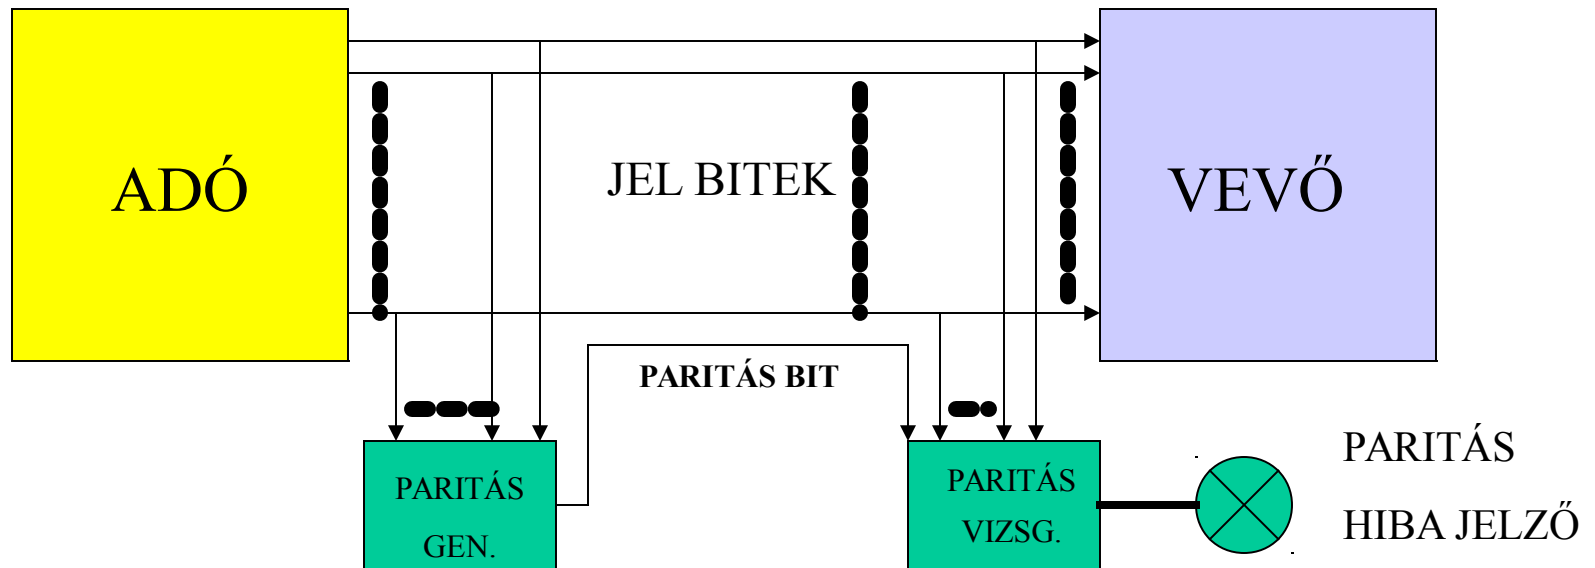 ADÓ
JEL BITEK
VEVŐ
PARITÁS BIT
PARITÁS
GEN.
PARITÁS
VIZSG.
PARITÁS
HIBA JELZŐ